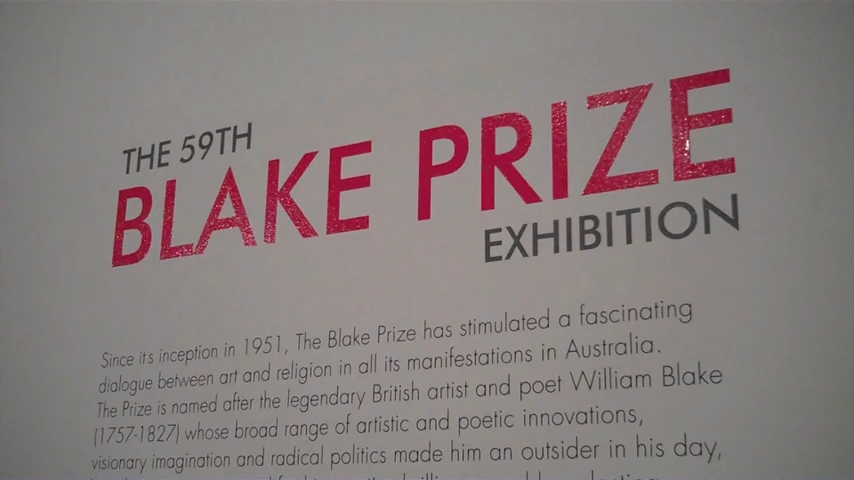 THE 59TH
BLAKE PRIZE
EXHIBITION
Since its inception in 1951, The Blake Prize has stimulated a fascinating
dialogue between art and religion in all its manifestations in Australia.
The Prize is named after the legendary British artist and poet William Blake
(1757-1827) whose broad range of artistic and poetic innovations,
visionary imagination and radical politics made him an outsider in his day,